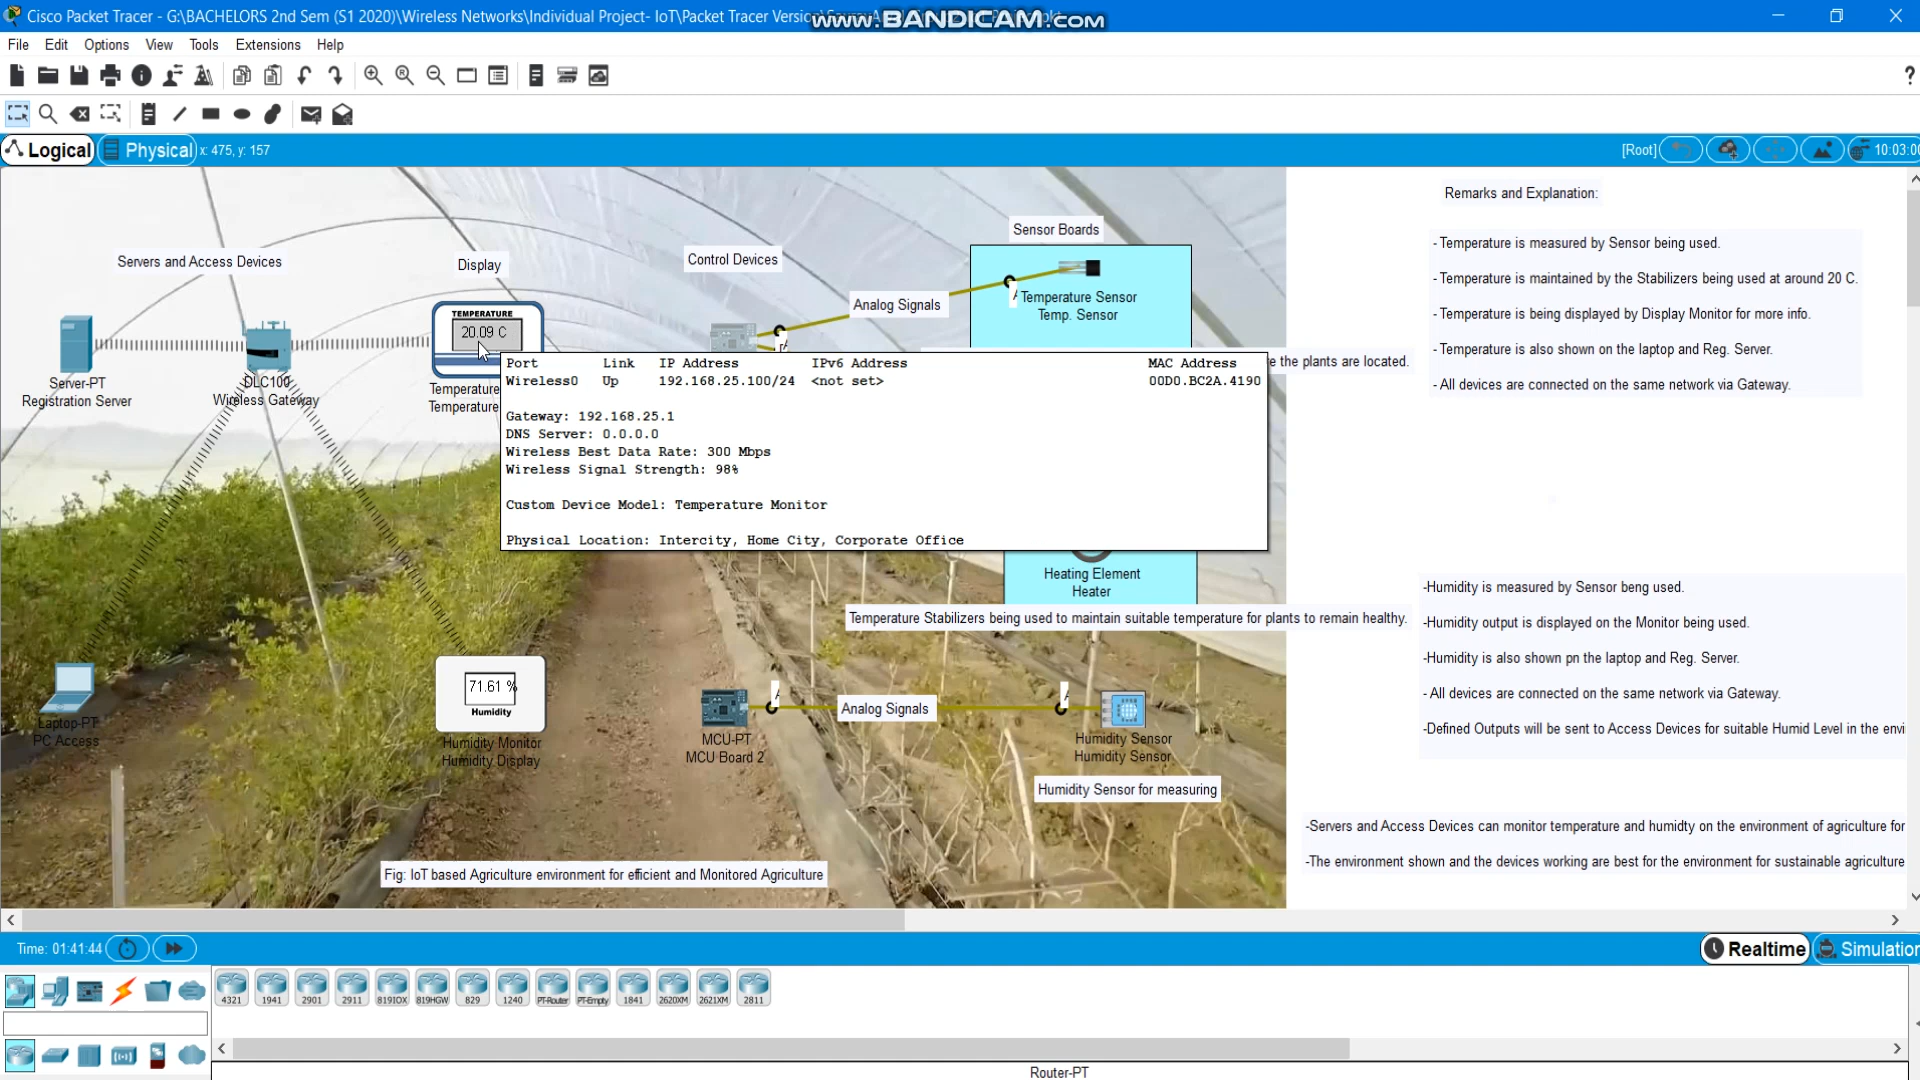 Cisco Packet Tracer - G:\BACHELORS 2nd Sem (S1 2020)\Wireless Networks\Individual Project- IoT\Packet Tracer Version
www.BANDICAM.com
File Edit Options View Tools Scripts Extensions Help
Logical
Physical x: 475, y: 157
[Root]
10:03:00
Remarks and Explanation:
Sensor Boards
Servers and Access Devices
Display
Control Devices
- Temperature is measured by Sensor being used.
- Temperature is maintained by the Stabilizers being used at around 20 C.
- Temperature is being displayed by Display Monitor for more info.
- Temperature is also shown on the laptop and Reg. Server.
- All devices are connected on the same network via Gateway.
Analog Signals
Temperature Sensor
Temp. Sensor
TEMPERATURE
20.09 C
Server-PT
Registration Server
DLC100
Wireless Gateway
Temperature
Temperature
e the plants are located.
Port Link IP Address IPv6 Address MAC Address
Wireless0 Up 192.168.25.100/24 <not set> 00D0.BC2A.4190
Gateway: 192.168.25.1
DNS Server: 0.0.0.0
Wireless Best Data Rate: 300 Mbps
Wireless Signal Strength: 98%
Custom Device Model: Temperature Monitor
Physical Location: Intercity, Home City, Corporate Office
Heating Element
Heater
Temperature Stabilizers being used to maintain suitable temperature for plants to remain healthy.
-Humidity is measured by Sensor beng used.
-Humidity output is displayed on the Monitor being used.
-Humidity is also shown pn the laptop and Reg. Server.
- All devices are connected on the same network via Gateway.
-Defined Outputs will be sent to Access Devices for suitable Humid Level in the envi
71.61 %
Humidity
Laptop-PT
PC Access
Humidity Monitor
Humidity Display
MCU-PT
MCU Board 2
Analog Signals
Humidity Sensor
Humidity Sensor
Humidity Sensor for measuring
-Servers and Access Devices can monitor temperature and humidty on the environment of agriculture for
-The environment shown and the devices working are best for the environment for sustainable agriculture
Fig: IoT based Agriculture environment for efficient and Monitored Agriculture
Time: 01:41:44
Realtime
Simulation
4321 1941 2901 2911 819IOX 819HGW 829 1240 PT-Router PT-Empty 1841 2620XM 2621XM 2811
Router-PT